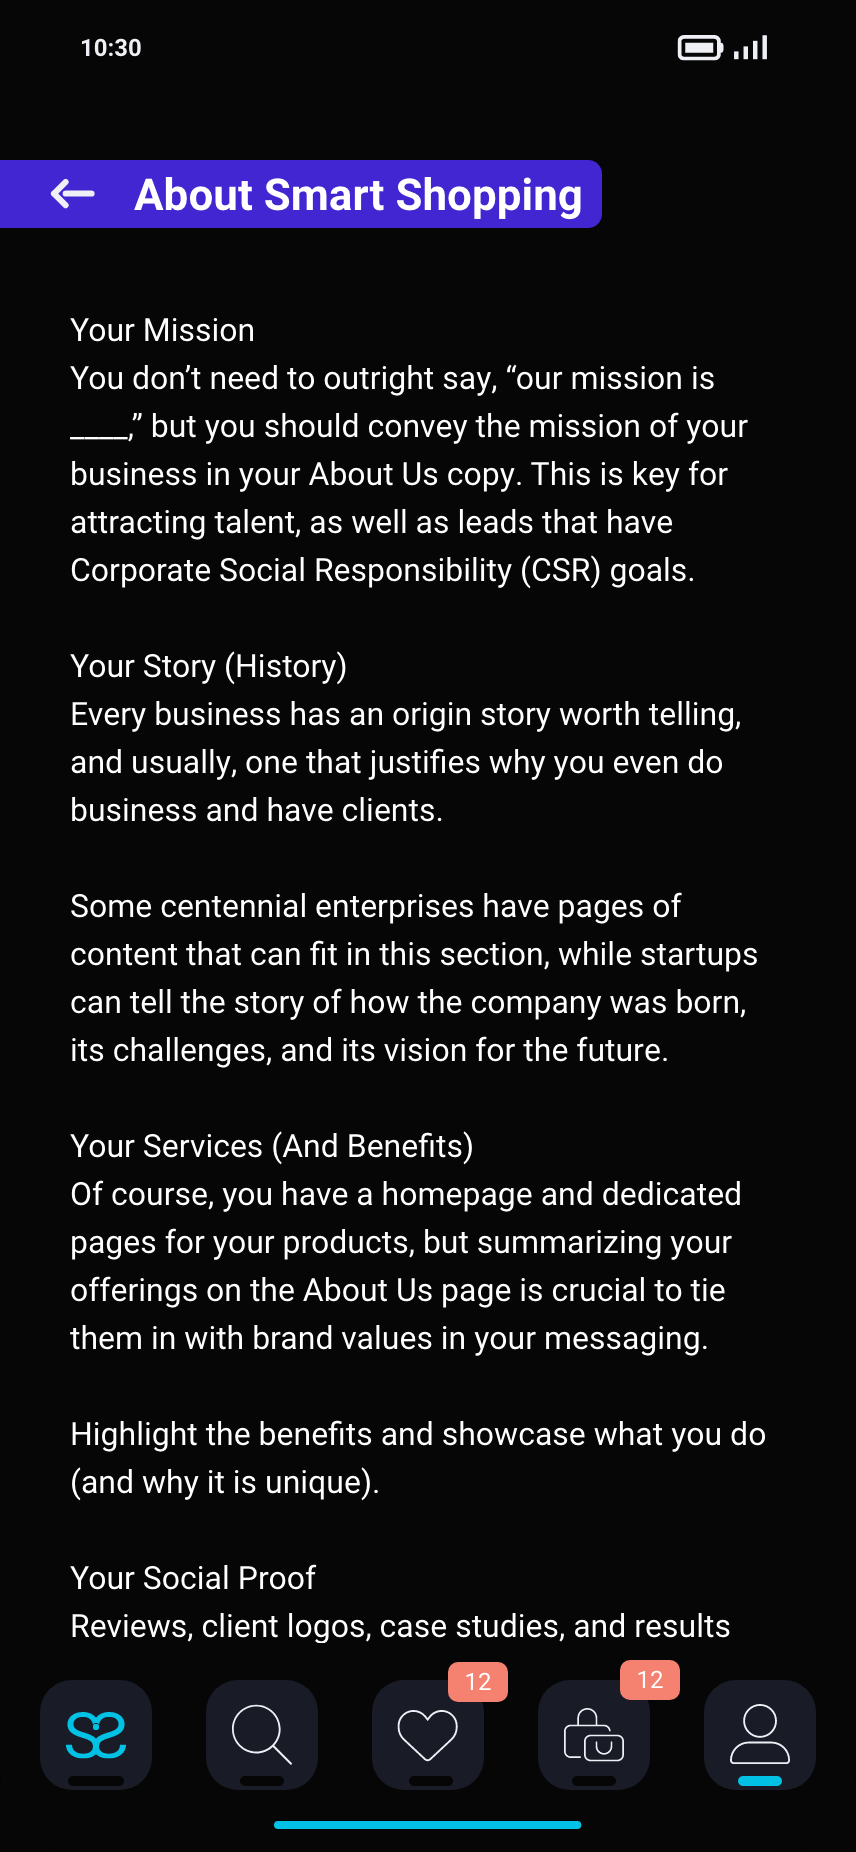 10:30
About Smart Shopping
Your Mission
You don’t need to outright say, “our mission is
____,” but you should convey the mission of your
business in your About Us copy. This is key for
attracting talent, as well as leads that have
Corporate Social Responsibility (CSR) goals.
Your Story (History)
Every business has an origin story worth telling,
and usually, one that justifies why you even do
business and have clients.
Some centennial enterprises have pages of
content that can fit in this section, while startups
can tell the story of how the company was born,
its challenges, and its vision for the future.
Your Services (And Benefits)
Of course, you have a homepage and dedicated
pages for your products, but summarizing your
offerings on the About Us page is crucial to tie
them in with brand values in your messaging.
Highlight the benefits and showcase what you do
(and why it is unique).
Your Social Proof
Reviews, client logos, case studies, and results
12
12